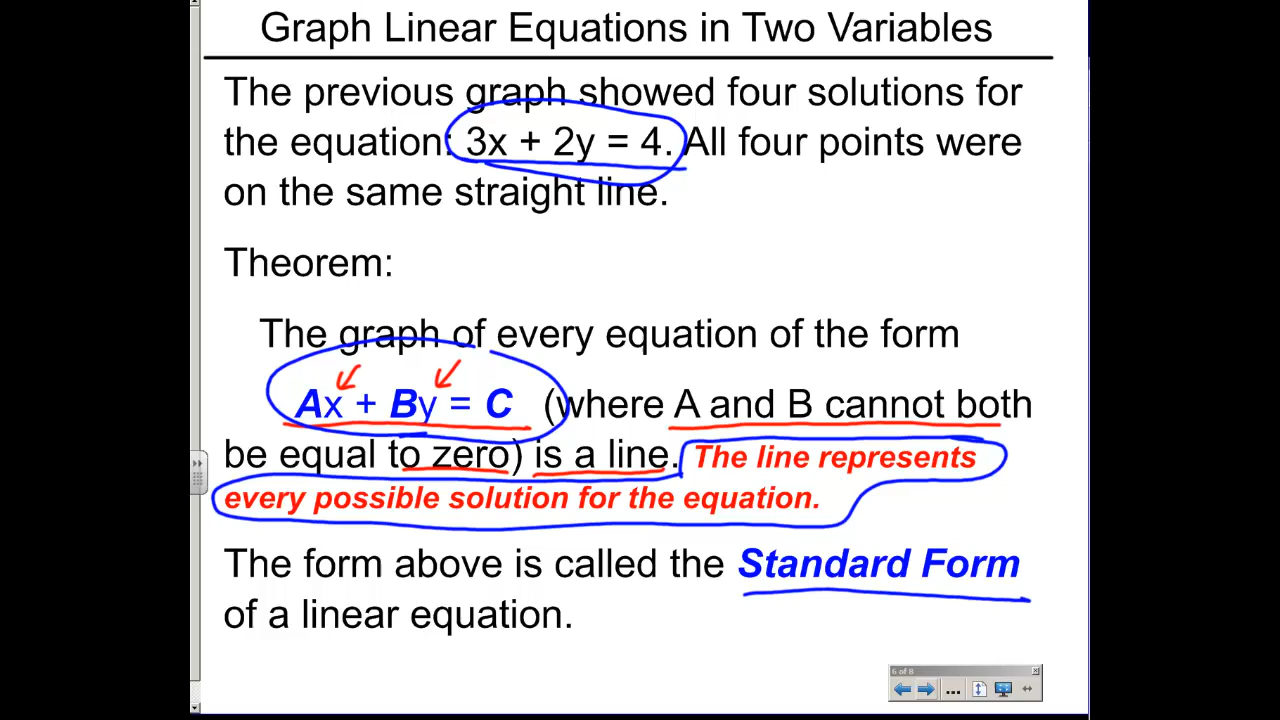 Graph Linear Equations in Two Variables
The previous graph showed four solutions for
the equation: 3x + 2y = 4. All four points were
on the same straight line.
Theorem:
The graph of every equation of the form
Ax + By = C (where A and B cannot both
be equal to zero) is a line. The line represents
every possible solution for the equation.
The form above is called the Standard Form
of a linear equation.
6 of 8
...